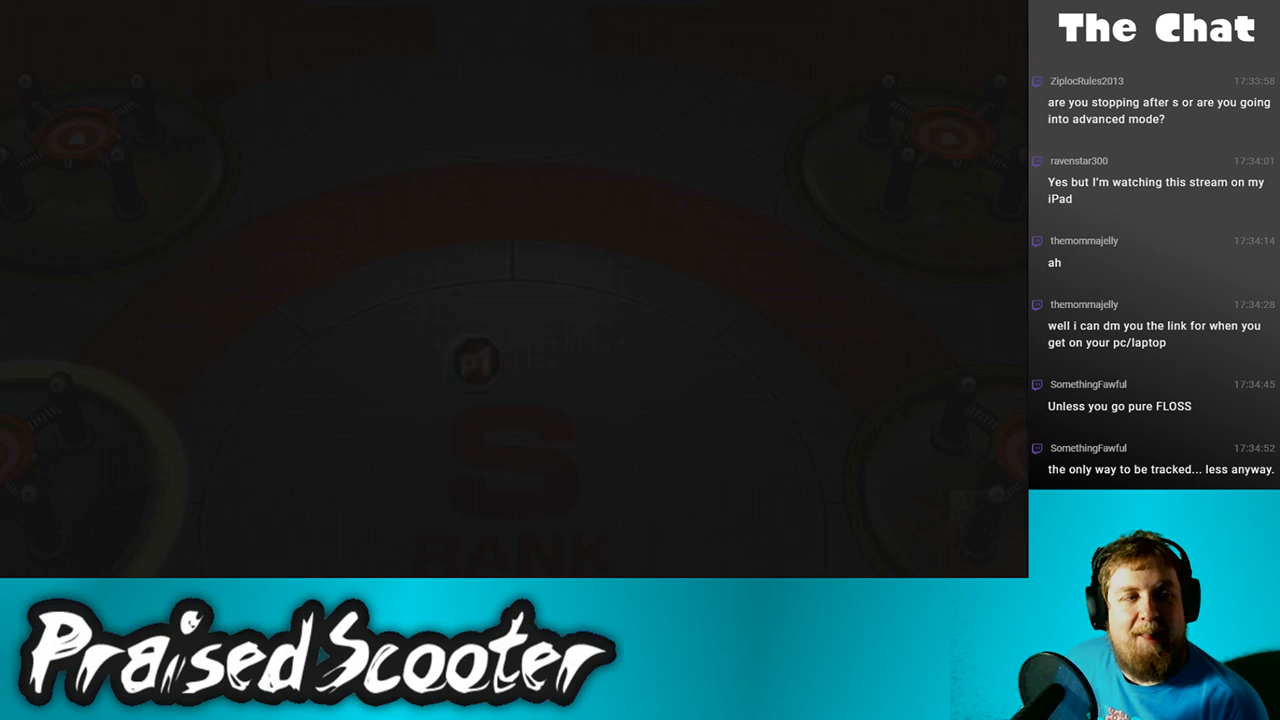 The Chat
ZiplocRules2013 17:33:58
are you stopping after s or are you going
into advanced mode?
ravenstar300 17:34:01
Yes but I'm watching this stream on my
iPad
themommajelly 17:34:14
ah
themommajelly 17:34:28
well i can dm you the link for when you
get on your pc/laptop
SomethingFawful 17:34:45
Unless you go pure FLOSS
SomethingFawful 17:34:52
the only way to be tracked... less anyway.
p1
S
RANK
PraisedScooter